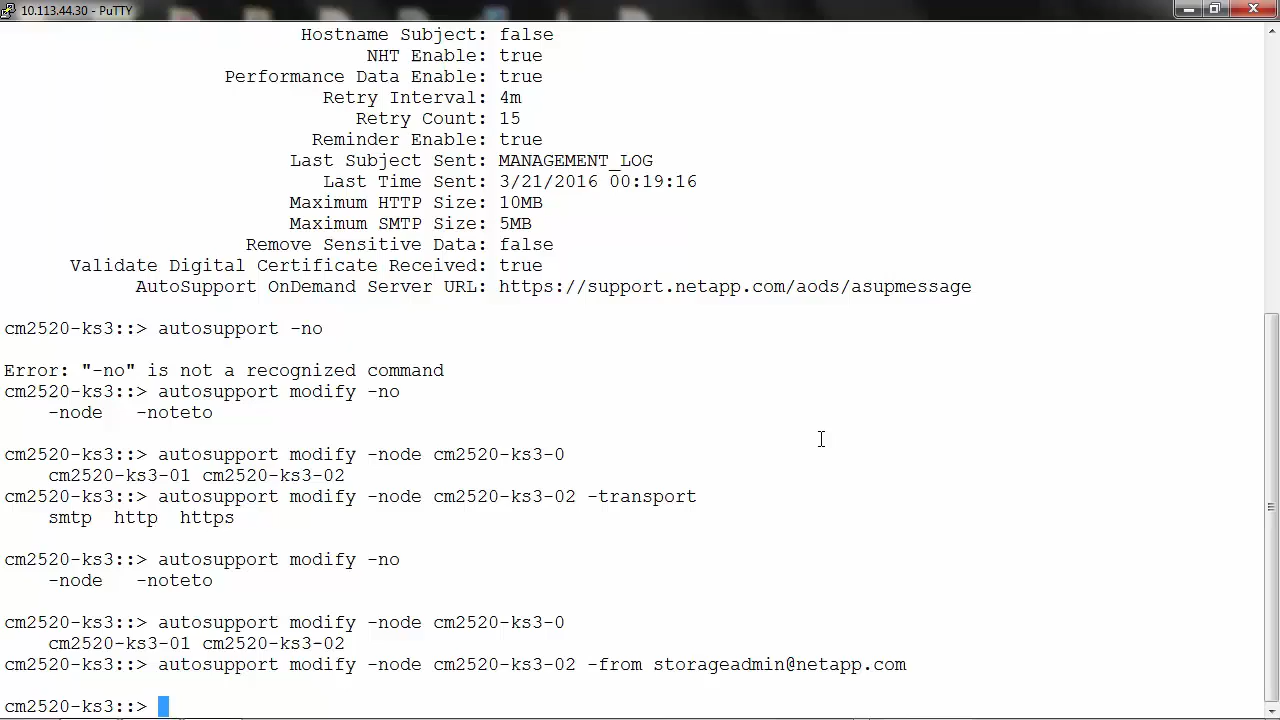 10.113.44.30 - PuTTY
Hostname Subject: false
NHT Enable: true
Performance Data Enable: true
Retry Interval: 4m
Retry Count: 15
Reminder Enable: true
Last Subject Sent: MANAGEMENT_LOG
Last Time Sent: 3/21/2016 00:19:16
Maximum HTTP Size: 10MB
Maximum SMTP Size: 5MB
Remove Sensitive Data: false
Validate Digital Certificate Received: true
AutoSupport OnDemand Server URL: https://support.netapp.com/aods/asupmessage
cm2520-ks3::> autosupport -no
Error: "-no" is not a recognized command
cm2520-ks3::> autosupport modify -no
-node -noteto
cm2520-ks3::> autosupport modify -node cm2520-ks3-0
cm2520-ks3-01 cm2520-ks3-02
cm2520-ks3::> autosupport modify -node cm2520-ks3-02 -transport
smtp http https
cm2520-ks3::> autosupport modify -no
-node -noteto
cm2520-ks3::> autosupport modify -node cm2520-ks3-0
cm2520-ks3-01 cm2520-ks3-02
cm2520-ks3::> autosupport modify -node cm2520-ks3-02 -from storageadmin@netapp.com
cm2520-ks3::>